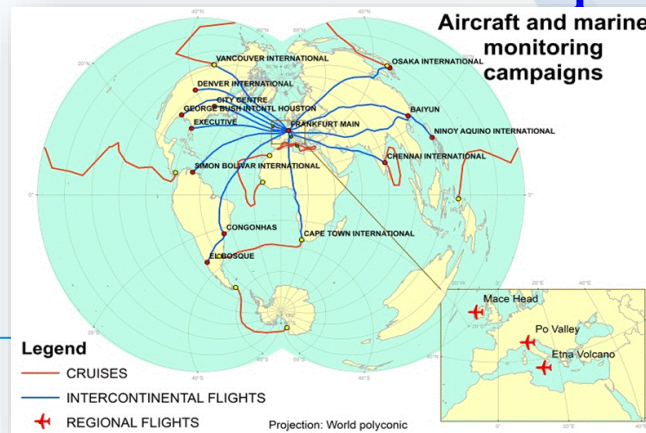 Aircraft and marine
monitoring
campaigns
VANCOUVER INTERNATIONAL
OSAKA INTERNATIONAL
DENVER INTERNATIONAL
CITY CENTRE
GEORGE BUSH INTCNTL HOUSTON
BAIYUN
EXECUTIVE
FRANKFURT MAIN
NINOY AQUINO INTERNATIONAL
CHENNAI INTERNATIONAL
SIMON BOLIVAR INTERNATIONAL
CONGONHAS
CAPE TOWN INTERNATIONAL
EL BOSQUE
Mace Head
Po Valley
Etna Volcano
Legend
CRUISES
INTERCONTINENTAL FLIGHTS
REGIONAL FLIGHTS
Projection: World polyconic